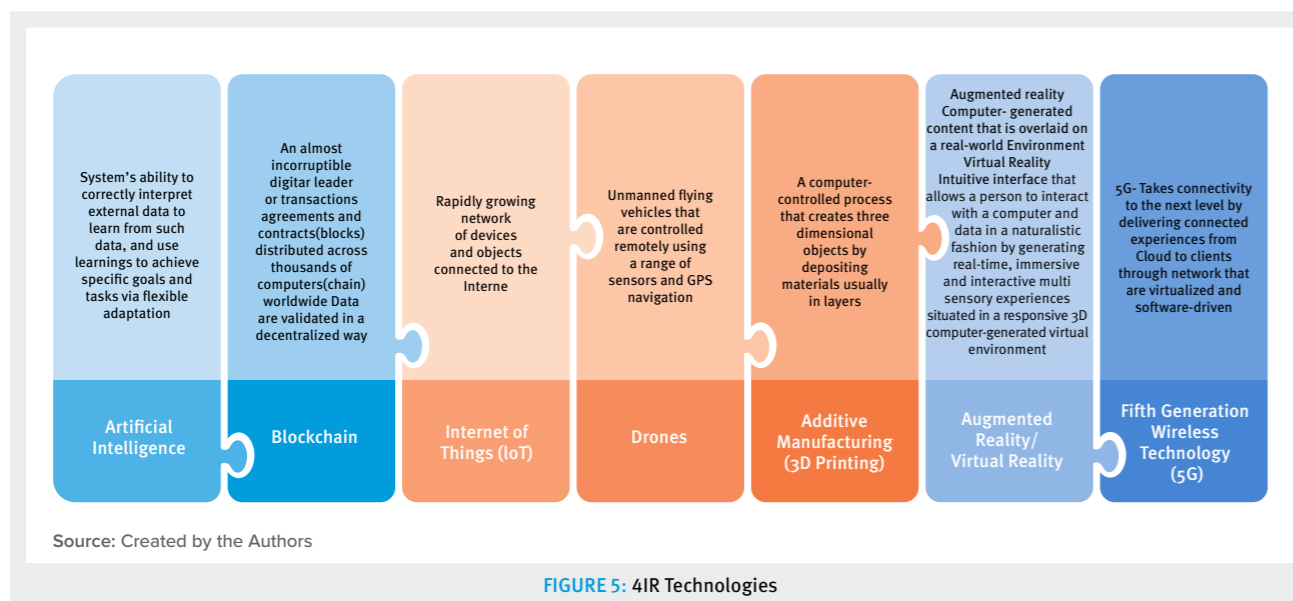 System's ability to
correctly interpret
external data to
learn from such
data, and use
learnings to achieve
specific goals and
tasks via flexible
adaptation
Artificial
Intelligence
An almost
incorruptible
digitar leader
or transactions
agreements and
contracts(blocks)
distributed across
thousands of
computers(chain)
worldwide Data
are validated in a
decentralized way
Blockchain
Rapidly growing
network
of devices
and objects
connected to the
Interne
Internet of
Things (loT)
Unmanned flying
vehicles that
are controlled
remotely using
a range of
sensors and GPS
navigation
Drones
A computer-
controlled process
that creates three
dimensional
objects by
depositing
materials usually
in layers
Additive
Manufacturing
(3D Printing)
Augmented reality
Computer- generated
content that is overlaid on
a real-world Environment
Virtual Reality
Intuitive interface that
allows a person to interact
with a computer and
data in a naturalistic
fashion by generating
real-time, immersive
and interactive multi
sensory experiences
situated in a responsive 3D
computer-generated virtual
environment
Augmented
Reality/
Virtual Reality
5G- Takes connectivity
to the next level by
delivering connected
experiences from
Cloud to clients
through network that
are virtualized and
software-driven
Fifth Generation
Wireless
Technology
(5G)
Source: Created by the Authors
FIGURE 5: 4IR Technologies